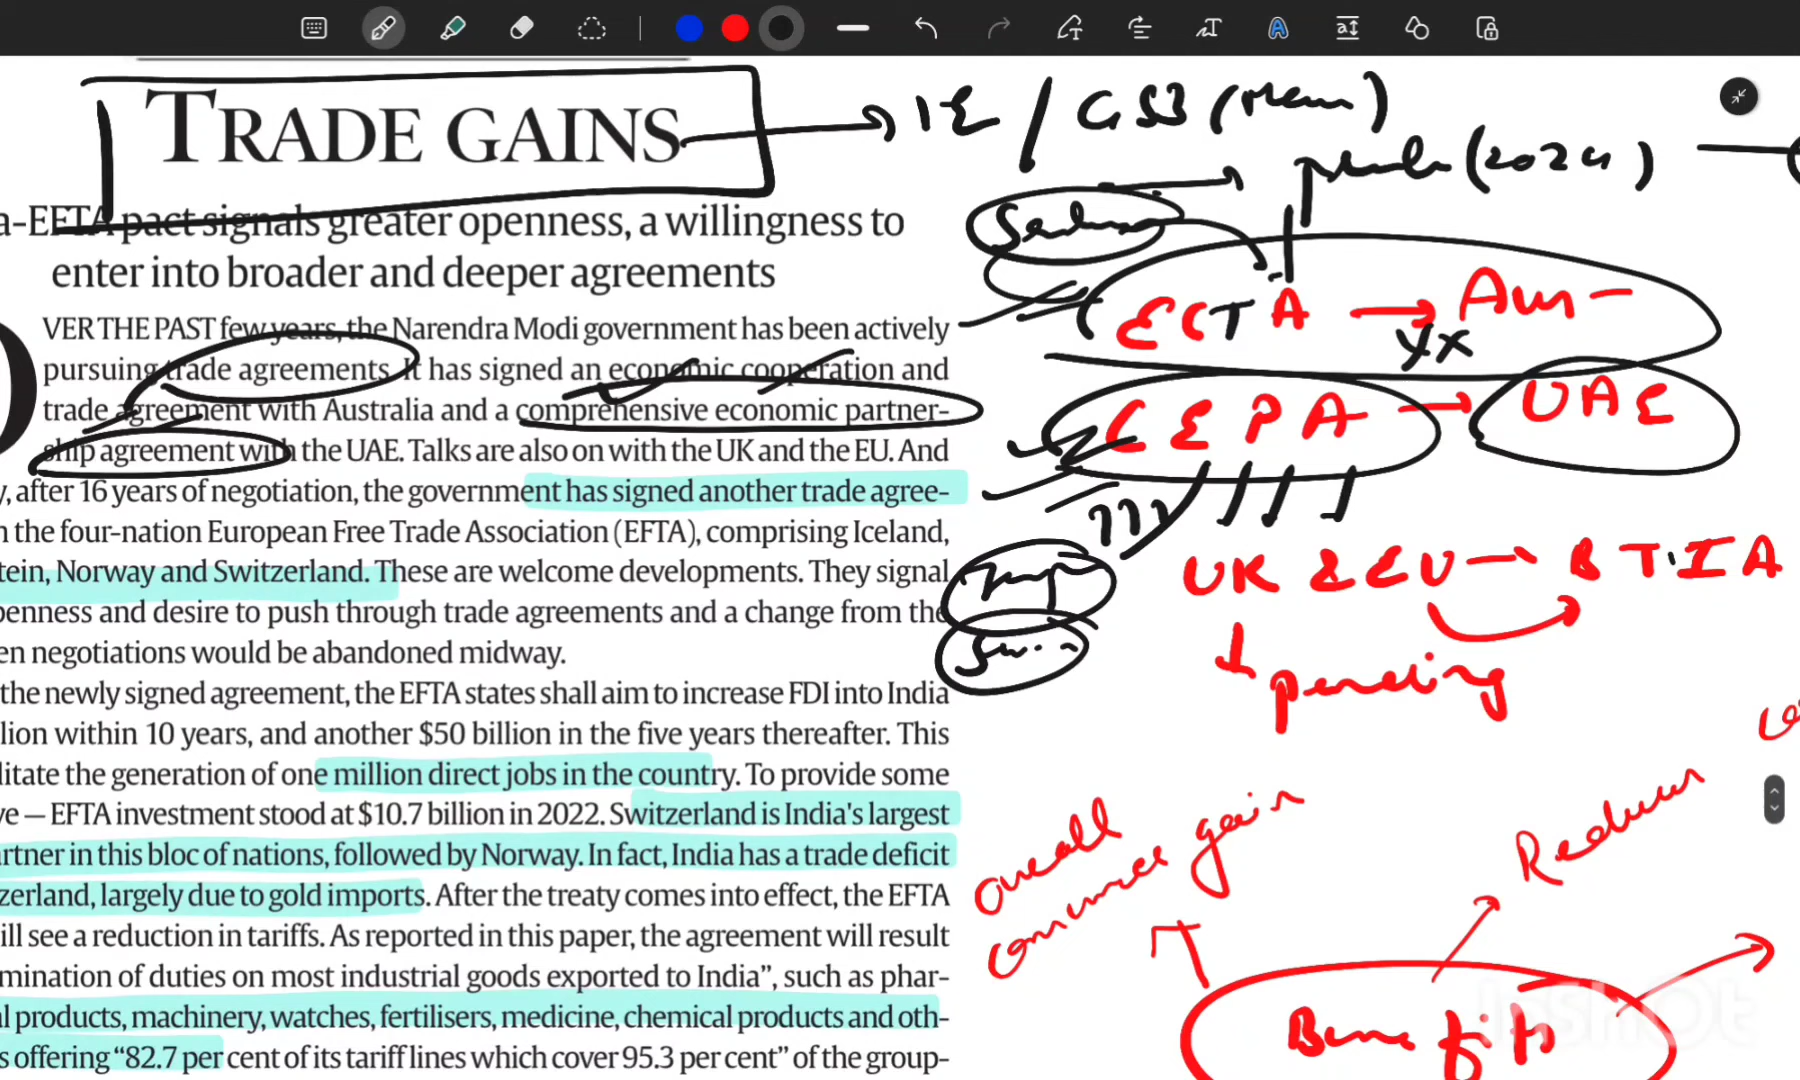 TRADE GAINS
a-EFTA pact signals greater openness, a willingness to
enter into broader and deeper agreements
VER THE PAST few years, the Narendra Modi government has been actively
pursuing trade agreements. It has signed an economic cooperation and
trade agreement with Australia and a comprehensive economic partner-
ship agreement with the UAE. Talks are also on with the UK and the EU. And
y, after 16 years of negotiation, the government has signed another trade agree-
n the four-nation European Free Trade Association (EFTA), comprising Iceland,
tein, Norway and Switzerland. These are welcome developments. They signal
penness and desire to push through trade agreements and a change from the
en negotiations would be abandoned midway.
the newly signed agreement, the EFTA states shall aim to increase FDI into India
lion within 10 years, and another $50 billion in the five years thereafter. This
litate the generation of one million direct jobs in the country. To provide some
ve — EFTA investment stood at $10.7 billion in 2022. Switzerland is India's largest
artner in this bloc of nations, followed by Norway. In fact, India has a trade deficit
zerland, largely due to gold imports. After the treaty comes into effect, the EFTA
ill see a reduction in tariffs. As reported in this paper, the agreement will result
mination of duties on most industrial goods exported to India”, such as phar-
l products, machinery, watches, fertilisers, medicine, chemical products and oth-
s offering “82.7 per cent of its tariff lines which cover 95.3 per cent” of the group-
IE / GS3 (
(2024)
ECTA → Aus
CEPA → UAE
UK & EU → BTIA
pending
overall
gain
Benefit
InShot